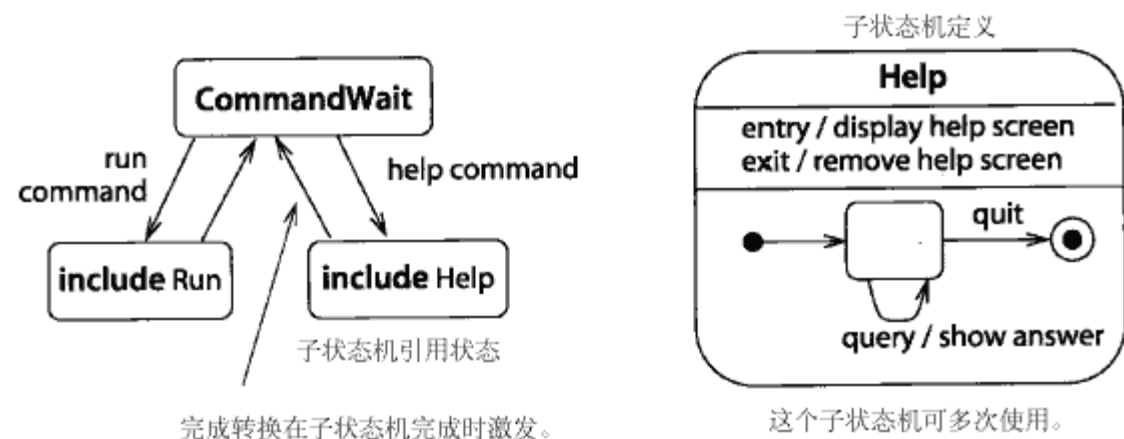 CommandWait
run
command
help command
include Run
include Help
子状态机引用状态
完成转换在子状态机完成时激发。
子状态机定义
Help
entry / display help screen
exit / remove help screen
quit
query / show answer
这个子状态机可多次使用。